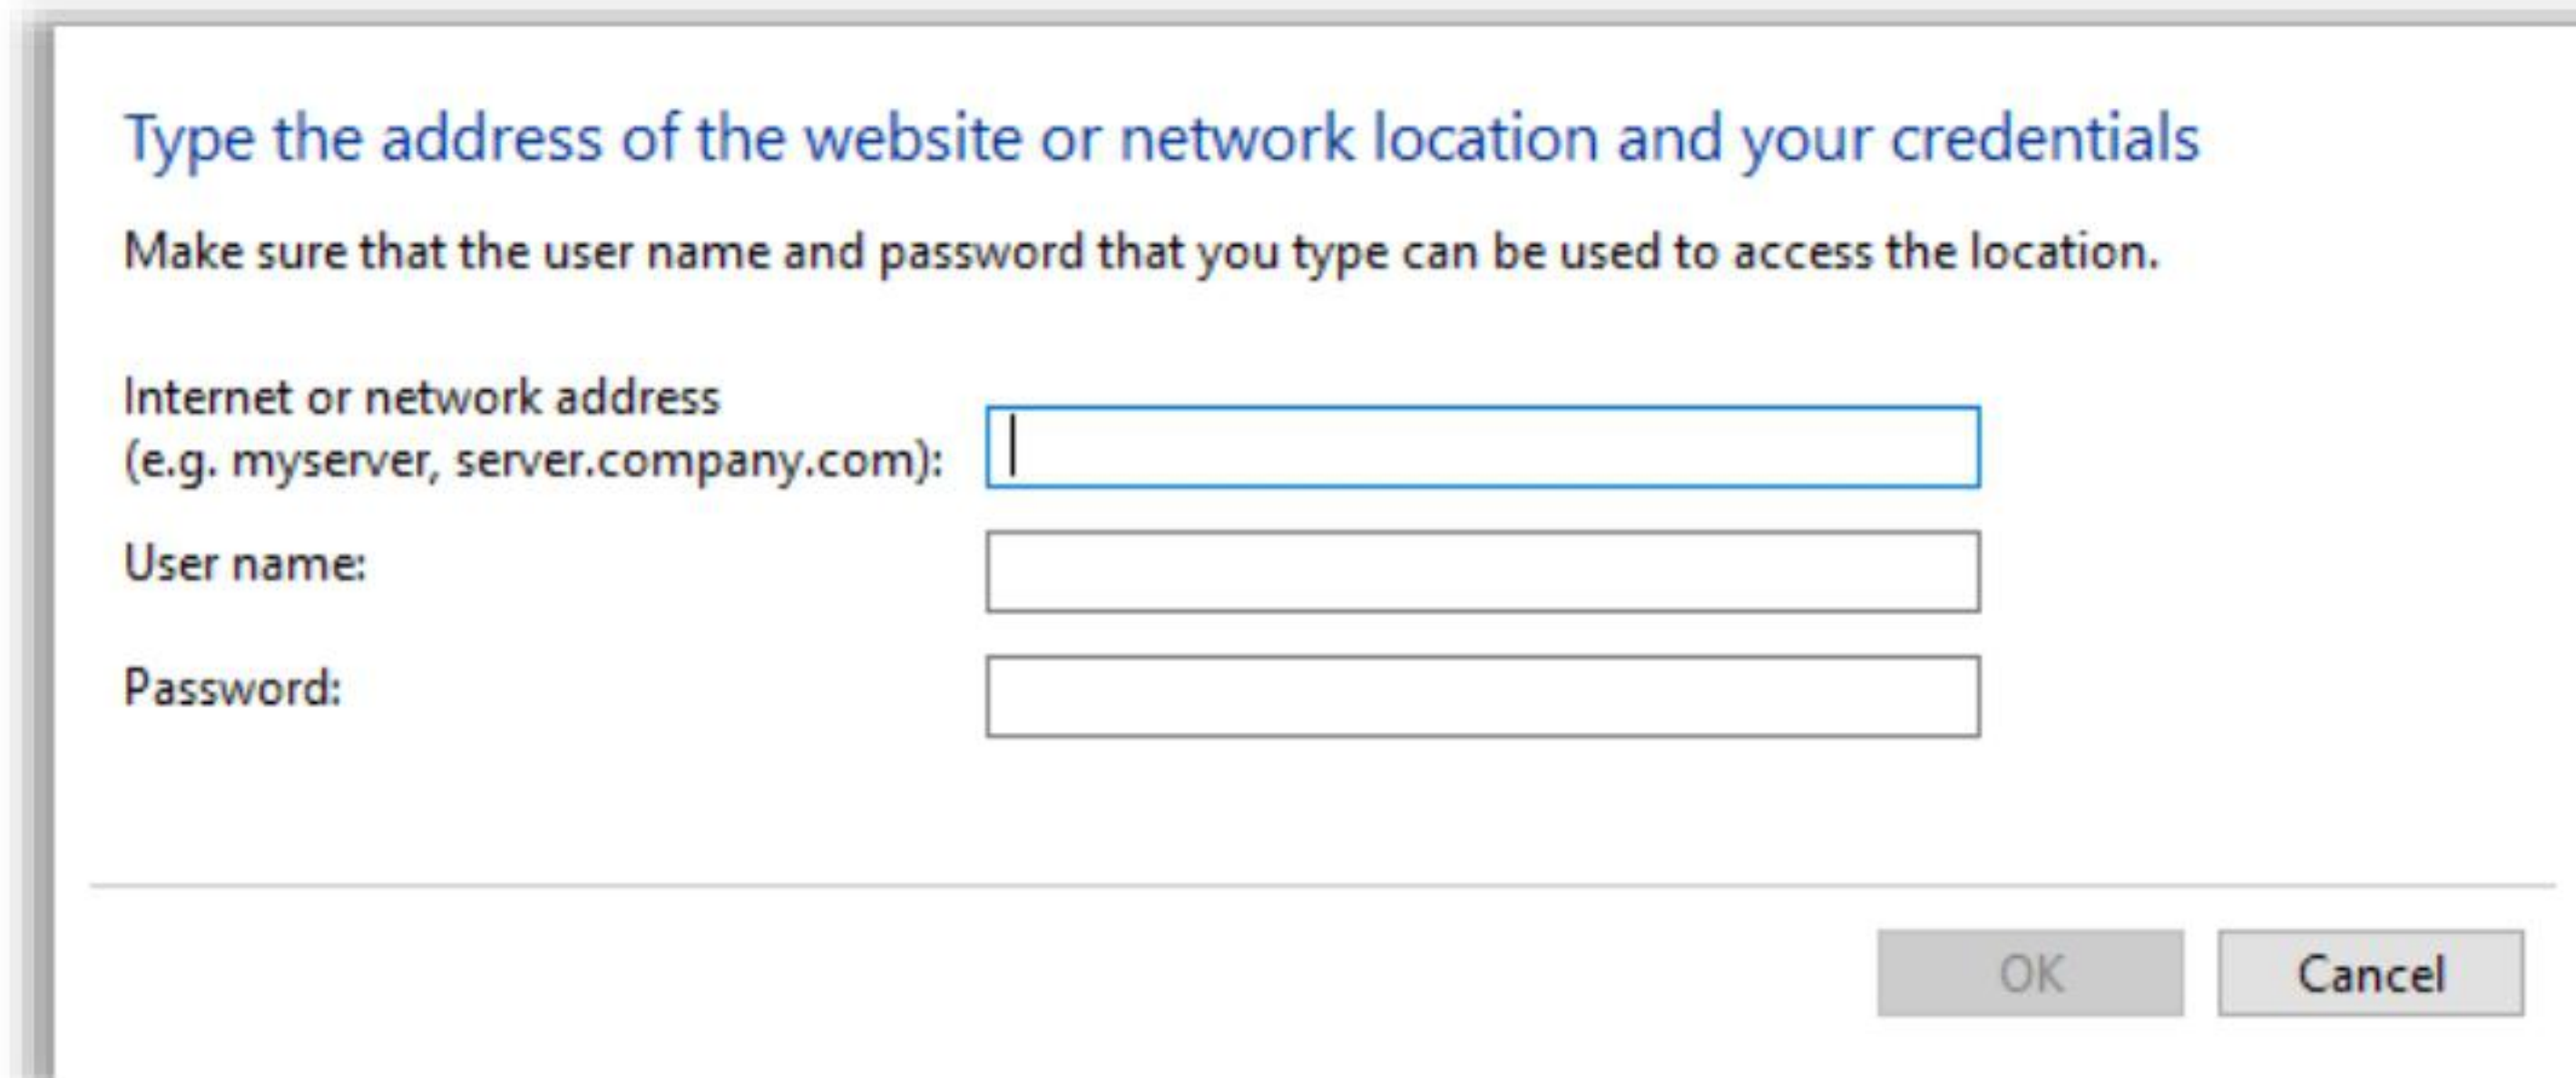 Type the address of the website or network location and your credentials
Make sure that the user name and password that you type can be used to access the location.
Internet or network address
(e.g. myserver, server.company.com):
User name:
Password:
OK Cancel